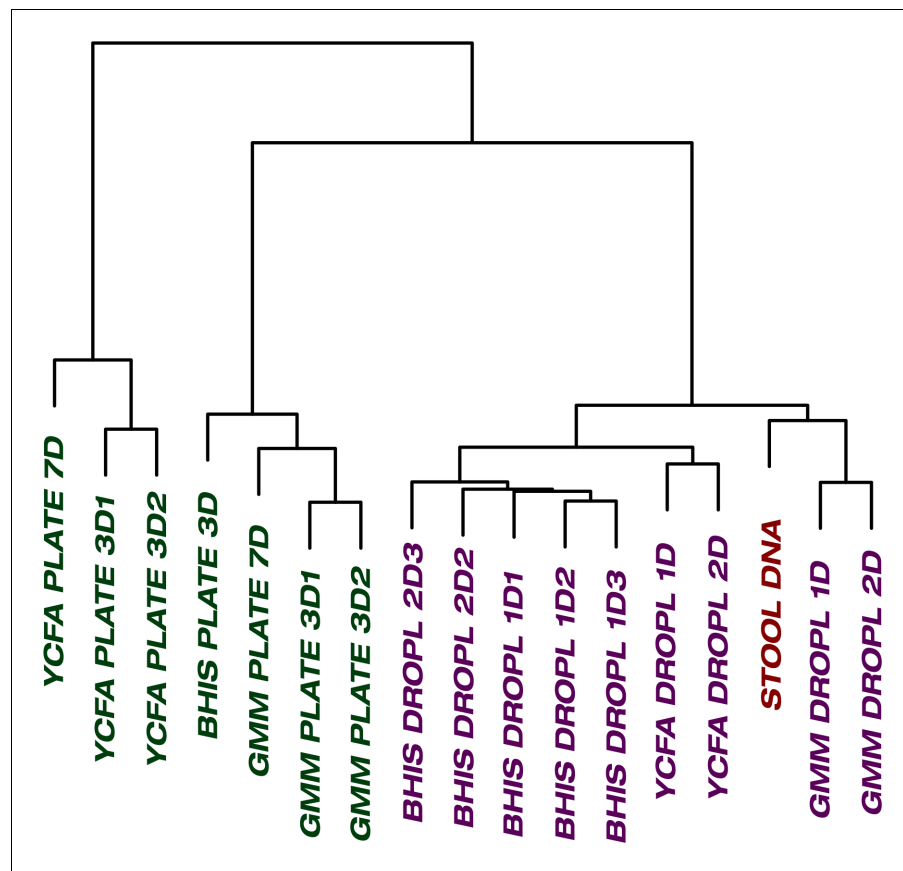 YCFA PLATE 7D
YCFA PLATE 3D1
YCFA PLATE 3D2
BHIS PLATE 3D
GMM PLATE 7D
GMM PLATE 3D1
GMM PLATE 3D2
BHIS DROPL 2D3
BHIS DROPL 2D2
BHIS DROPL 1D1
BHIS DROPL 1D2
BHIS DROPL 1D3
YCFA DROPL 1D
YCFA DROPL 2D
STOOL DNA
GMM DROPL 1D
GMM DROPL 2D